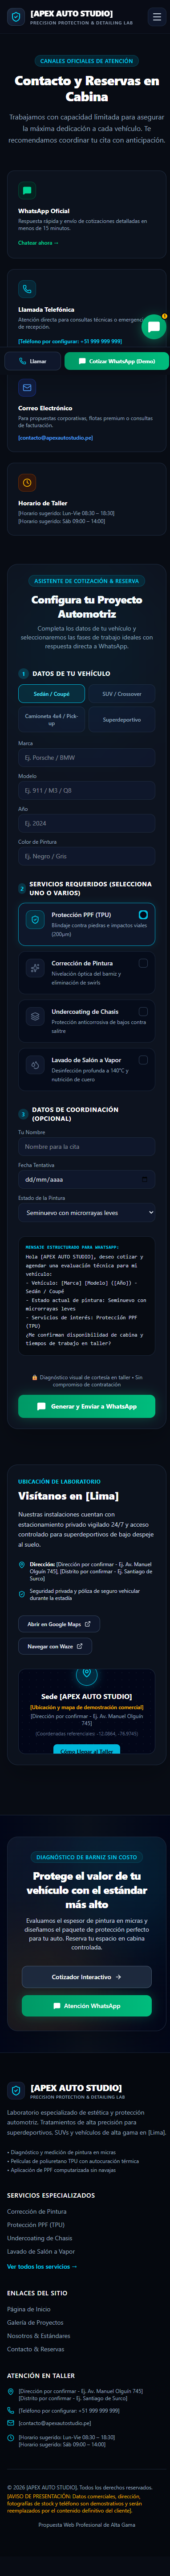 [APEX AUTO STUDIO]
PRECISION PROTECTION & DETAILING LAB
CANALES OFICIALES DE ATENCIÓN
Contacto y Reservas en
Cabina
Trabajamos con capacidad limitada para asegurar
la máxima dedicación a cada vehículo. Te
recomendamos coordinar tu cita con anticipación.
WhatsApp Oficial
Respuesta rápida y envío de cotizaciones detalladas en
menos de 15 minutos.
Chatear ahora →
Llamada Telefónica
Atención directa para consultas técnicas o emergencias
de recepción.
[Teléfono por configurar: +51 999 999 999]
Llamar
Cotizar WhatsApp (Demo)
Correo Electrónico
Para propuestas corporativas, flotas premium o consultas
de facturación.
[contacto@apexautostudio.pe]
Horario de Taller
[Horario sugerido: Lun-Vie 08:30 – 18:30]
[Horario sugerido: Sáb 09:00 – 14:00]
ASISTENTE DE COTIZACIÓN & RESERVA
Configura tu Proyecto
Automotriz
Completa los datos de tu vehículo y
seleccionaremos las fases de trabajo ideales con
respuesta directa a WhatsApp.
1 DATOS DE TU VEHÍCULO
Sedán / Coupé
SUV / Crossover
Camioneta 4x4 / Pick-
up
Superdeportivo
Marca
Ej. Porsche / BMW
Modelo
Ej. 911 / M3 / Q8
Año
Ej. 2024
Color de Pintura
Ej. Negro / Gris
2 SERVICIOS REQUERIDOS (SELECCIONA
UNO O VARIOS)
Protección PPF (TPU)
Blindaje contra piedras e impactos viales
(200µm)
Corrección de Pintura
Nivelación óptica del barniz y
eliminación de swirls
Undercoating de Chasis
Protección anticorrosiva de bajos contra
salitre
Lavado de Salón a Vapor
Desinfección profunda a 140°C y
nutrición de cuero
3 DATOS DE COORDINACIÓN
(OPCIONAL)
Tu Nombre
Nombre para la cita
Fecha Tentativa
dd/mm/aaaa
Estado de la Pintura
Seminuevo con microrrayas leves
MENSAJE ESTRUCTURADO PARA WHATSAPP:
Hola [APEX AUTO STUDIO], deseo cotizar y
agendar una evaluación técnica para mi
vehículo:
- Vehículo: [Marca] [Modelo] ([Año]) -
Sedán / Coupé
- Estado actual de pintura: Seminuevo con
microrrayas leves
- Servicios de interés: Protección PPF
(TPU)
¿Me confirman disponibilidad de cabina y
tiempos de trabajo en taller?
Diagnóstico visual de cortesía en taller • Sin
compromiso de contratación
Generar y Enviar a WhatsApp
UBICACIÓN DE LABORATORIO
Visítanos en [Lima]
Nuestras instalaciones cuentan con
estacionamiento privado vigilado 24/7 y acceso
controlado para superdeportivos de bajo despeje
al suelo.
Dirección: [Dirección por confirmar - Ej. Av. Manuel
Olguín 745], [Distrito por confirmar - Ej. Santiago de
Surco]
Seguridad privada y póliza de seguro vehicular
durante la estadía
Abrir en Google Maps
Navegar con Waze
Sede [APEX AUTO STUDIO]
[Ubicación y mapa de demostración comercial]
[Dirección por confirmar - Ej. Av. Manuel Olguín
745]
Cómo Llegar al Taller
DIAGNÓSTICO DE BARNIZ SIN COSTO
Protege el valor de tu
vehículo con el estándar
más alto
Evaluamos el espesor de pintura en micras y
diseñamos el paquete de protección perfecto
para tu auto. Reserva tu espacio en cabina
controlada.
Cotizador Interactivo →
Atención WhatsApp
[APEX AUTO STUDIO]
PRECISION PROTECTION & DETAILING LAB
Laboratorio especializado de estética y protección
automotriz. Tratamientos de alta precisión para
superdeportivos, SUVs y vehículos de alta gama en [Lima].
• Diagnóstico y medición de pintura en micras
• Películas de poliuretano TPU con autocuración térmica
• Aplicación de PPF computarizada sin navajas
SERVICIOS ESPECIALIZADOS
Corrección de Pintura
Protección PPF (TPU)
Undercoating de Chasis
Lavado de Salón a Vapor
Ver todos los servicios →
ENLACES DEL SITIO
Página de Inicio
Galería de Proyectos
Nosotros & Estándares
Contacto & Reservas
ATENCIÓN EN TALLER
[Dirección por confirmar - Ej. Av. Manuel Olguín 745]
[Distrito por confirmar - Ej. Santiago de Surco]
[Teléfono por configurar: +51 999 999 999]
[contacto@apexautostudio.pe]
[Horario sugerido: Lun-Vie 08:30 – 18:30]
[Horario sugerido: Sáb 09:00 – 14:00]
© 2026 [APEX AUTO STUDIO]. Todos los derechos reservados.
[AVISO DE PRESENTACIÓN: Datos comerciales, dirección,
fotografías de stock y teléfono son demostrativos y serán
reemplazados por el contenido definitivo del cliente].
Propuesta Web Profesional de Alta Gama